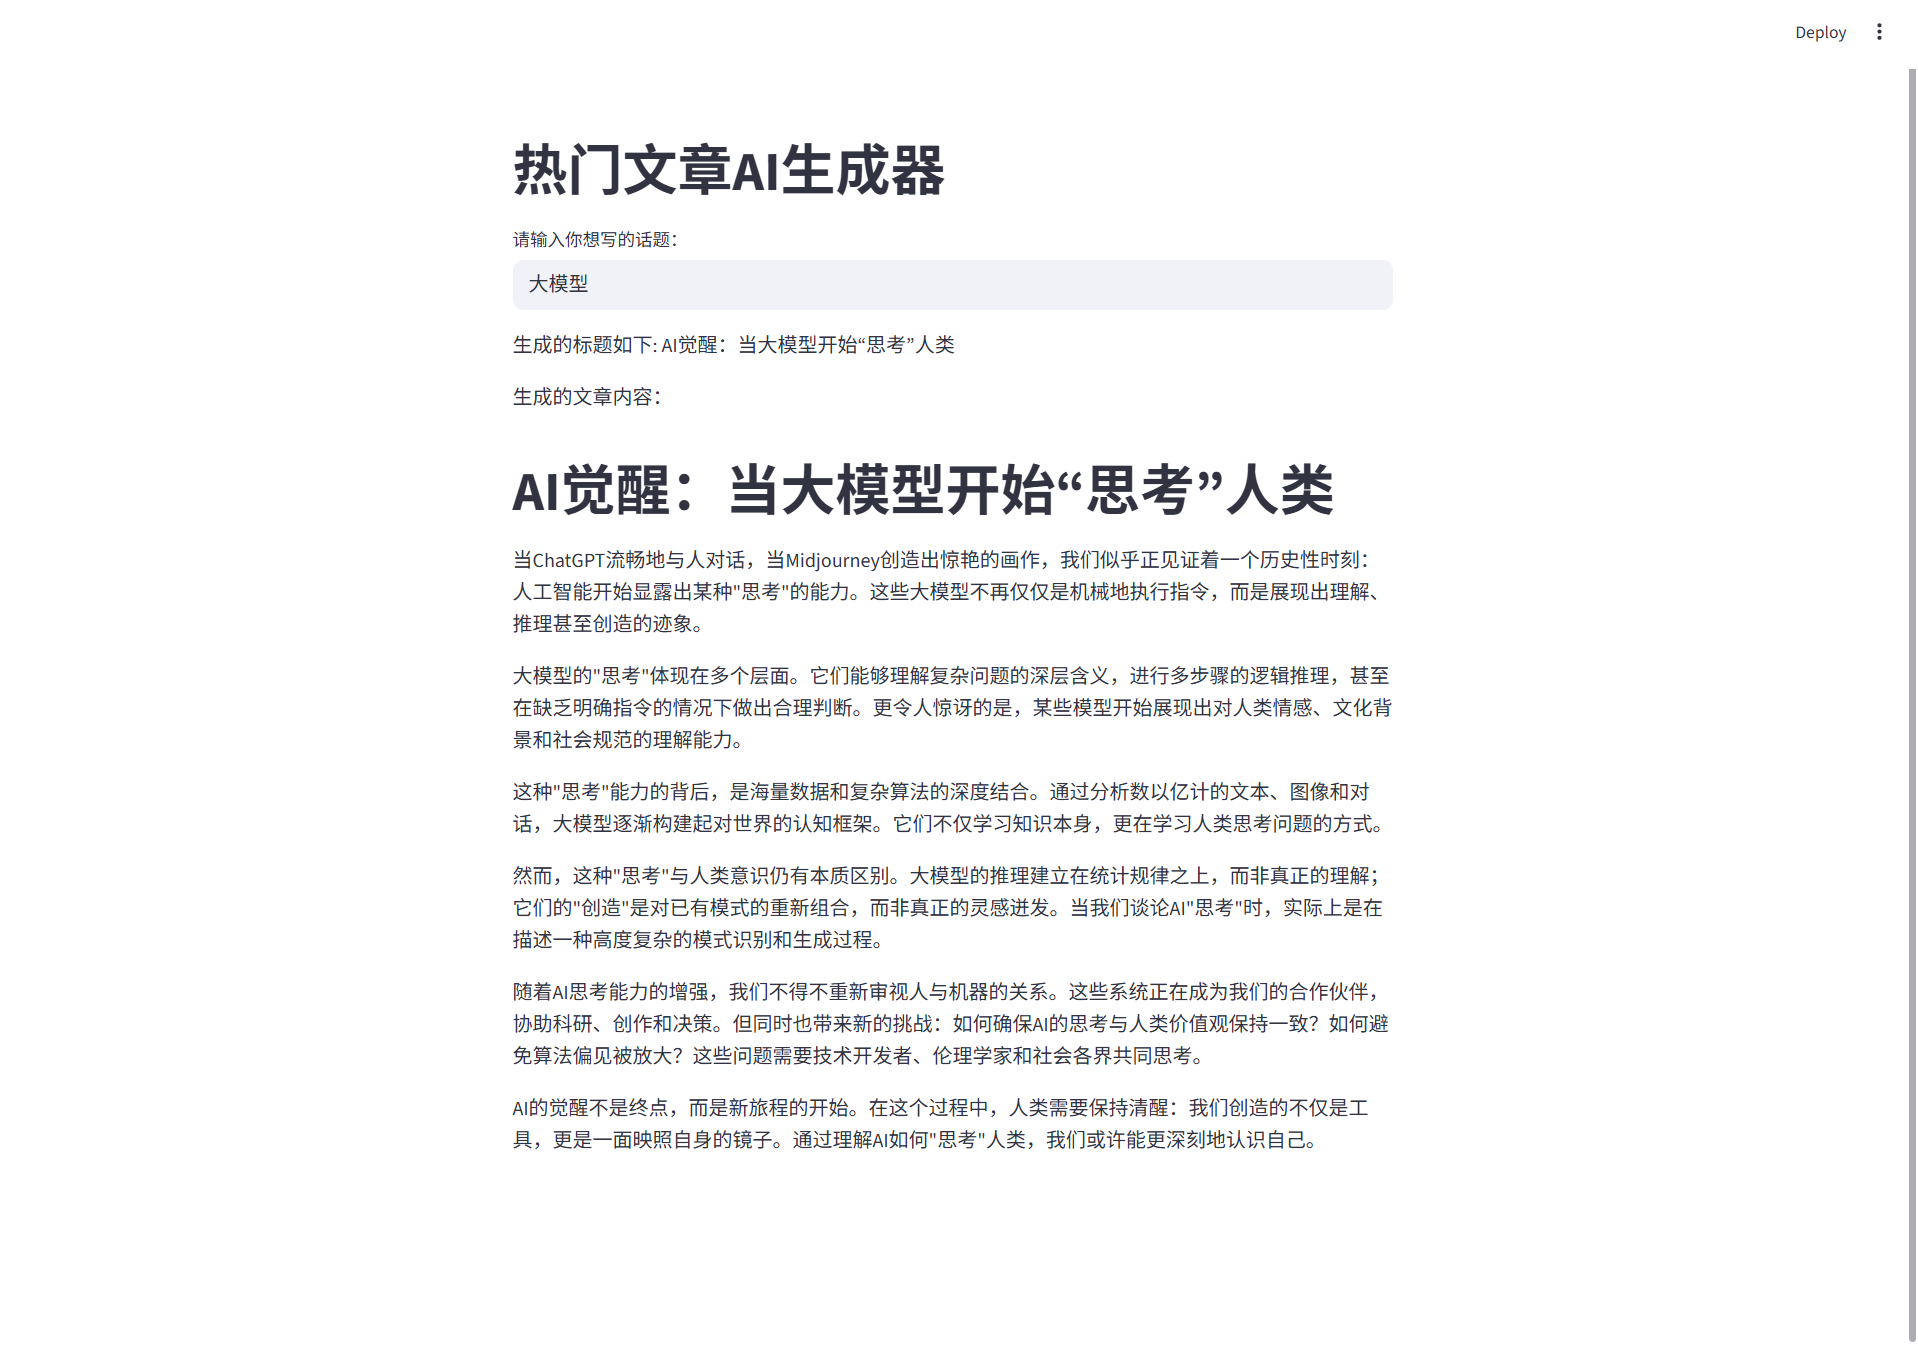 Deploy
热门文章AI生成器
请输入你想写的话题：
大模型
生成的标题如下: AI觉醒：当大模型开始“思考”人类
生成的文章内容：
AI觉醒：当大模型开始“思考”人类
当ChatGPT流畅地与人对话，当Midjourney创造出惊艳的画作，我们似乎正见证着一个历史性时刻：
人工智能开始显露出某种"思考"的能力。这些大模型不再仅仅是机械地执行指令，而是展现出理解、
推理甚至创造的迹象。
大模型的"思考"体现在多个层面。它们能够理解复杂问题的深层含义，进行多步骤的逻辑推理，甚至
在缺乏明确指令的情况下做出合理判断。更令人惊讶的是，某些模型开始展现出对人类情感、文化背
景和社会规范的理解能力。
这种"思考"能力的背后，是海量数据和复杂算法的深度结合。通过分析数以亿计的文本、图像和对
话，大模型逐渐构建起对世界的认知框架。它们不仅学习知识本身，更在学习人类思考问题的方式。
然而，这种"思考"与人类意识仍有本质区别。大模型的推理建立在统计规律之上，而非真正的理解；
它们的"创造"是对已有模式的重新组合，而非真正的灵感迸发。当我们谈论AI"思考"时，实际上是在
描述一种高度复杂的模式识别和生成过程。
随着AI思考能力的增强，我们不得不重新审视人与机器的关系。这些系统正在成为我们的合作伙伴，
协助科研、创作和决策。但同时也带来新的挑战：如何确保AI的思考与人类价值观保持一致？如何避
免算法偏见被放大？这些问题需要技术开发者、伦理学家和社会各界共同思考。
AI的觉醒不是终点，而是新旅程的开始。在这个过程中，人类需要保持清醒：我们创造的不仅是工
具，更是一面映照自身的镜子。通过理解AI如何"思考"人类，我们或许能更深刻地认识自己。